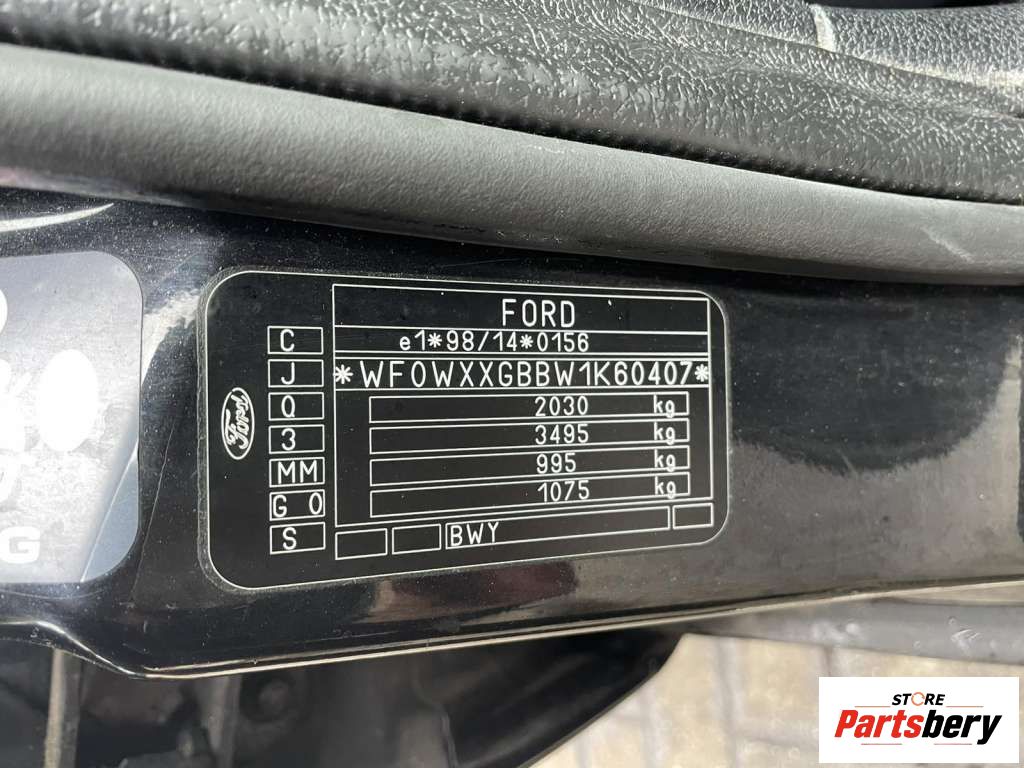 FORD
C e1*98/14*0156
J *WF0WXXGBBW1K60407*
Q 2030 kg
3 3495 kg
MM 995 kg
G 0 1075 kg
S BWY
Ford
G
STORE
Partsbery